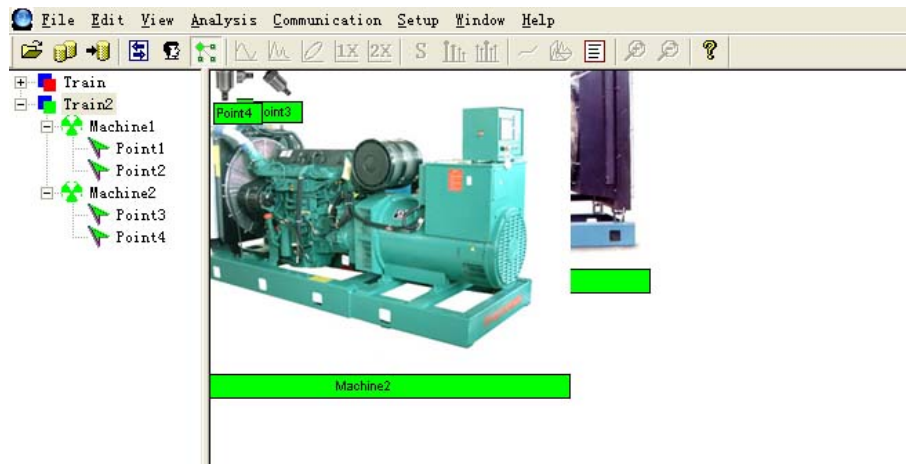 File Edit View Analysis Communication Setup Window Help
1X 2X S
Train
Train2
Machine1
Point1
Point2
Machine2
Point3
Point4
Point4 oint3
Machine2